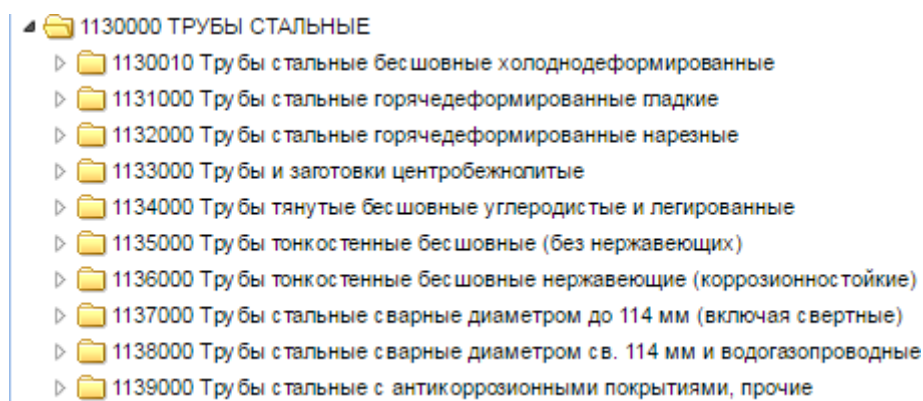 1130000 ТРУБЫ СТАЛЬНЫЕ
1130010 Трубы стальные бесшовные холоднодеформированные
1131000 Трубы стальные горячедеформированные гладкие
1132000 Трубы стальные горячедеформированные нарезные
1133000 Трубы и заготовки центробежнолитые
1134000 Трубы тянутые бесшовные углеродистые и легированные
1135000 Трубы тонкостенные бесшовные (без нержавеющих)
1136000 Трубы тонкостенные бесшовные нержавеющие (коррозионностойкие)
1137000 Трубы стальные сварные диаметром до 114 мм (включая свертные)
1138000 Трубы стальные сварные диаметром св. 114 мм и водогазопроводные
1139000 Трубы стальные с антикоррозионными покрытиями, прочие